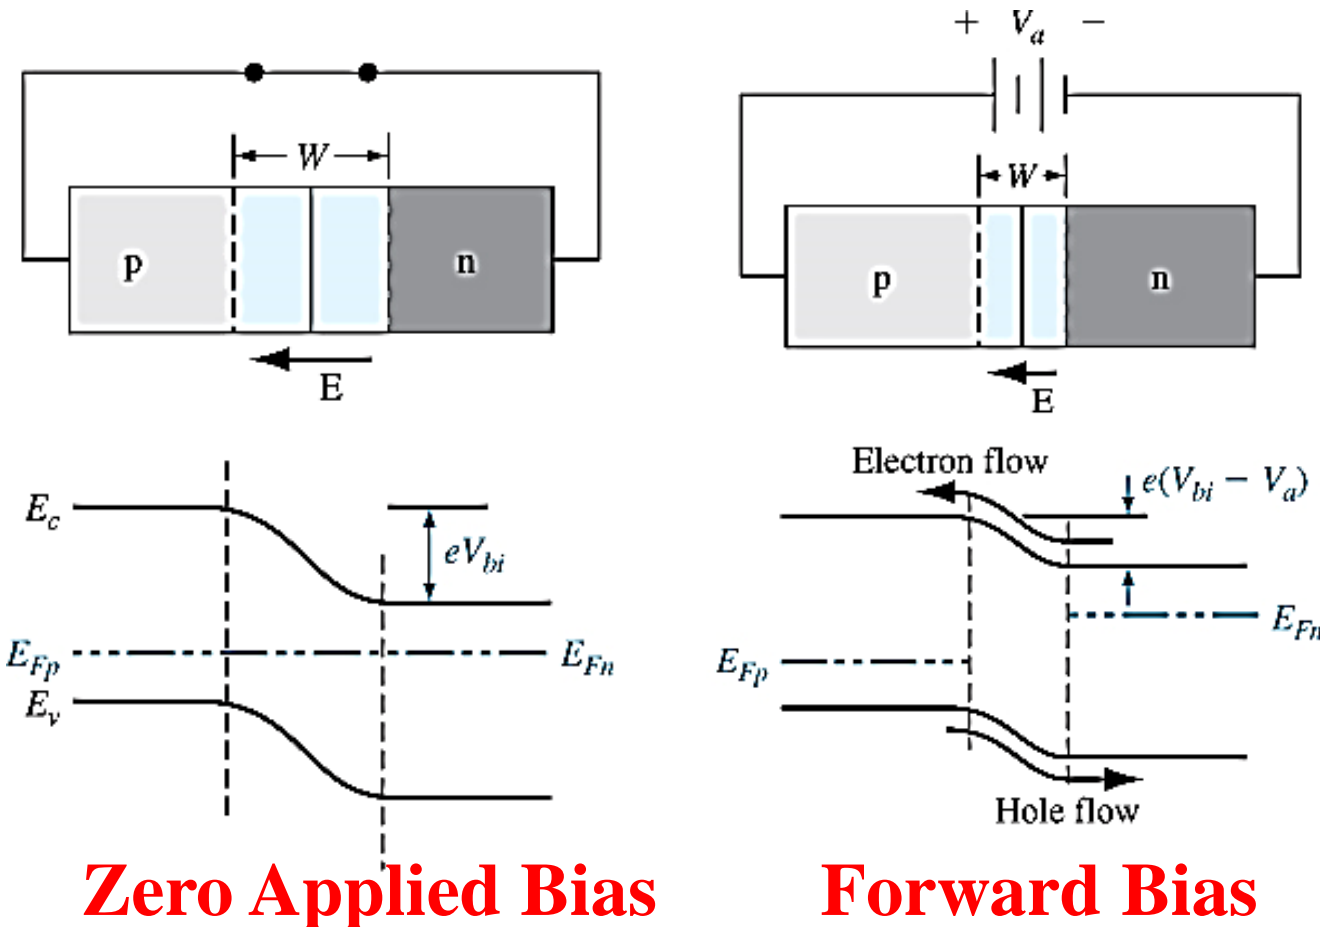 + V_a −
W
W
p
n
p
n
E
E
Electron flow
e(V_bi − V_a)
E_c
eV_bi
E_Fp
E_Fn
E_Fn
E_Fp
E_v
Hole flow
Zero Applied Bias
Forward Bias